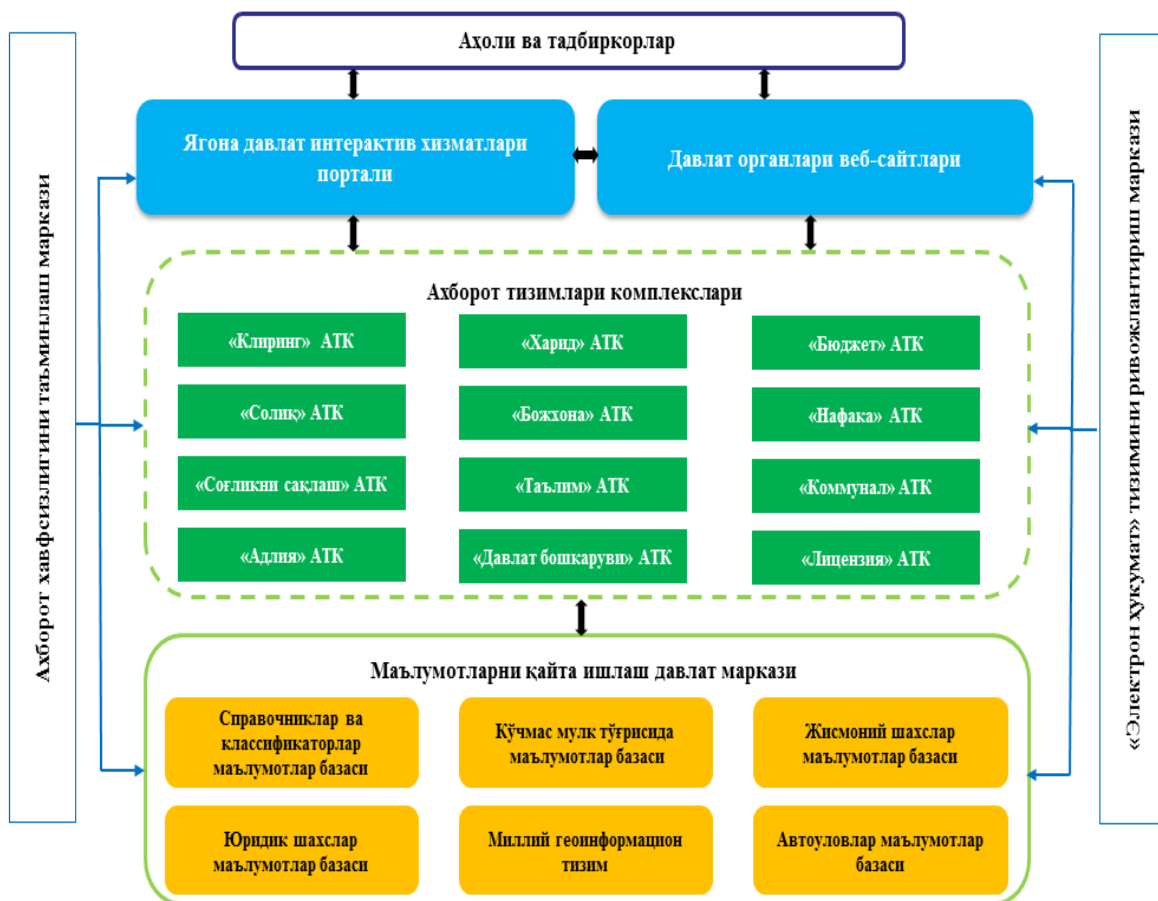 Аҳоли ва тадбиркорлар
Ахборот хавфсизлигини таъминлаш маркази
Ягона давлат интерактив хизматлари
портали
Давлат органлари веб-сайтлари
«Электрон ҳукумат» тизимини ривожлантириш маркази
Ахборот тизимлари комплекслари
«Клиринг» АТК
«Харид» АТК
«Бюджет» АТК
«Солиқ» АТК
«Божхона» АТК
«Нафака» АТК
«Соғликни сақлаш» АТК
«Таълим» АТК
«Коммунал» АТК
«Адлия» АТК
«Давлат бошкаруви» АТК
«Лицензия» АТК
Маълумотларни қайта ишлаш давлат маркази
Справочниклар ва
классификаторлар
маълумотлар базаси
Кўчмас мулк тўғрисида
маълумотлар базаси
Жисмоний шахслар
маълумотлар базаси
Юридик шахслар
маълумотлар базаси
Миллий геоинформацион
тизим
Автоуловлар маълумотлар
базаси